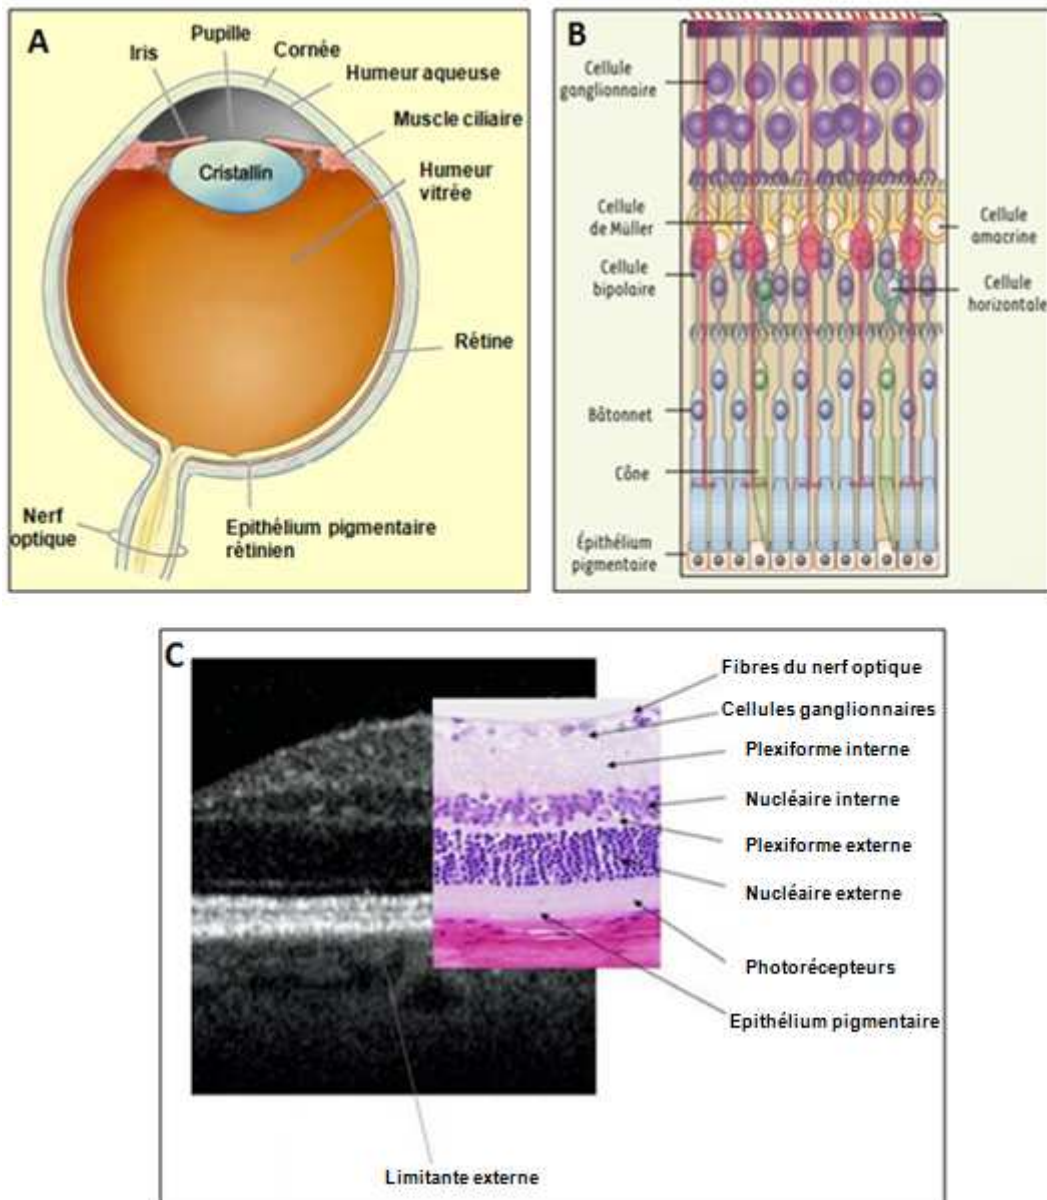 A
Pupille
Iris
Cornée
Humeur aqueuse
Muscle ciliaire
Cristallin
Humeur
vitrée
Rétine
Nerf
optique
Epithélium pigmentaire
rétinien
B
Cellule
ganglionnaire
Cellule
de Müller
Cellule
amacrine
Cellule
bipolaire
Cellule
horizontale
Bâtonnet
Cône
Épithélium
pigmentaire
C
Fibres du nerf optique
Cellules ganglionnaires
Plexiforme interne
Nucléaire interne
Plexiforme externe
Nucléaire externe
Photorécepteurs
Epithélium pigmentaire
Limitante externe